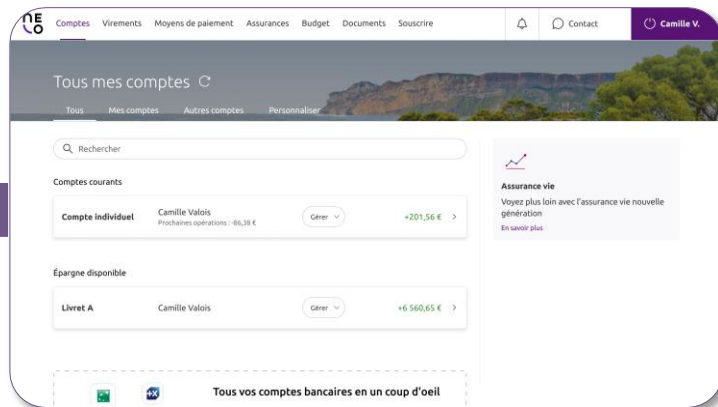 NE
LO
Comptes Virements Moyens de paiement Assurances Budget Documents Souscrire Contact Camille V.
Tous mes comptes
Tous Mes comptes Autres comptes Personnaliser
Rechercher
Comptes courants
Compte individuel Camille Valois Gérer +201,56 €
Prochaines opérations : -86,38 €
Épargne disponible
Livret A Camille Valois Gérer +6 560,65 €
Tous vos comptes bancaires en un coup d'oeil
Assurance vie
Voyez plus loin avec l'assurance vie nouvelle
génération
En savoir plus